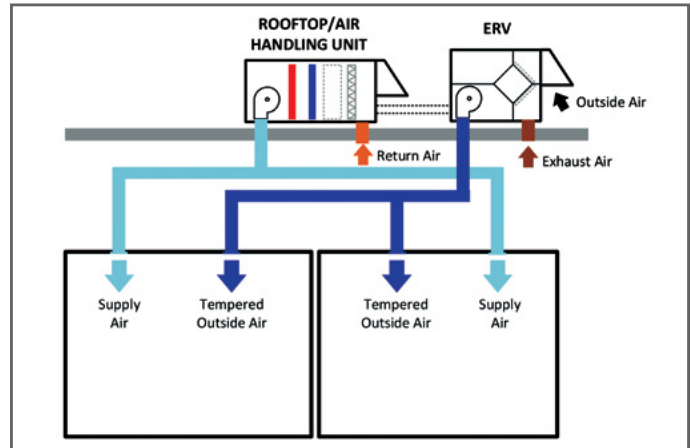 ROOFTOP/AIR
HANDLING UNIT
ERV
Outside Air
Return Air
Exhaust Air
Supply
Air
Tempered
Outside Air
Tempered
Outside Air
Supply
Air